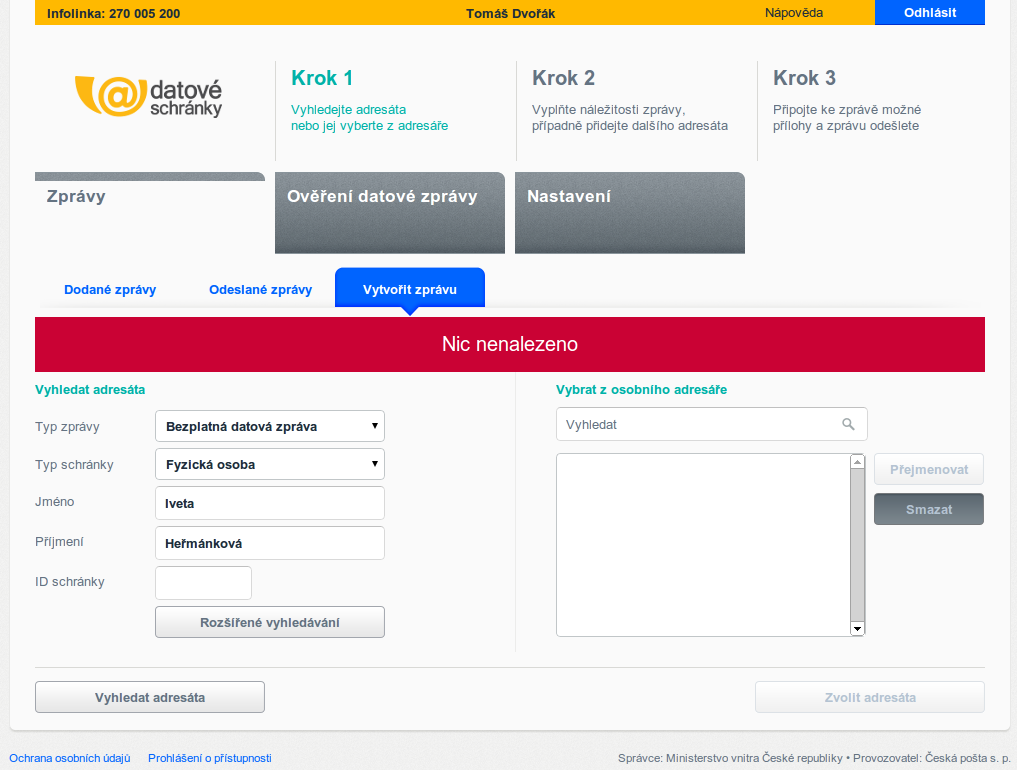 Infolinka: 270 005 200
Tomáš Dvořák
Nápověda
Odhlásit
@datové
schránky
Krok 1
Vyhledejte adresáta
nebo jej vyberte z adresáře
Krok 2
Vyplňte náležitosti zprávy,
případně přidejte dalšího adresáta
Krok 3
Připojte ke zprávě možné
přílohy a zprávu odešlete
Zprávy
Ověření datové zprávy
Nastavení
Dodané zprávy
Odeslané zprávy
Vytvořit zprávu
Nic nenalezeno
Vyhledat adresáta
Typ zprávy
Bezplatná datová zpráva
Typ schránky
Fyzická osoba
Jméno
Iveta
Příjmení
Heřmánková
ID schránky
Rozšířené vyhledávání
Vybrat z osobního adresáře
Vyhledat
Přejmenovat
Smazat
Vyhledat adresáta
Zvolit adresáta
Ochrana osobních údajů
Prohlášení o přístupnosti
Správce: Ministerstvo vnitra České republiky • Provozovatel: Česká pošta s. p.